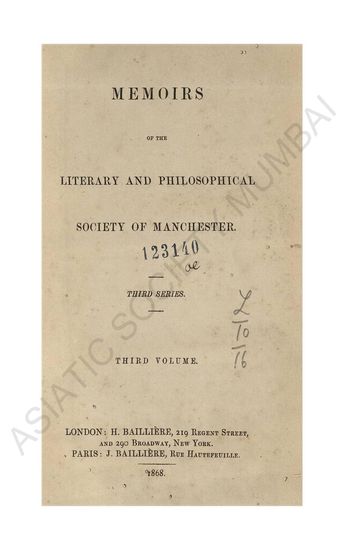 MEMOIRS
OF THE
LITERARY AND PHILOSOPHICAL
SOCIETY OF MANCHESTER.
123140
THIRD SERIES.
THIRD VOLUME.
10
16
LONDON: H. BAILLIÈRE, 219 REGENT STREET,
AND 290 BROADWAY, NEW YORK.
PARIS: J. BAILLIÈRE, RUE HAUTEFEUILLE.
1868.
ASIATIC SOCIETY MUMBAI